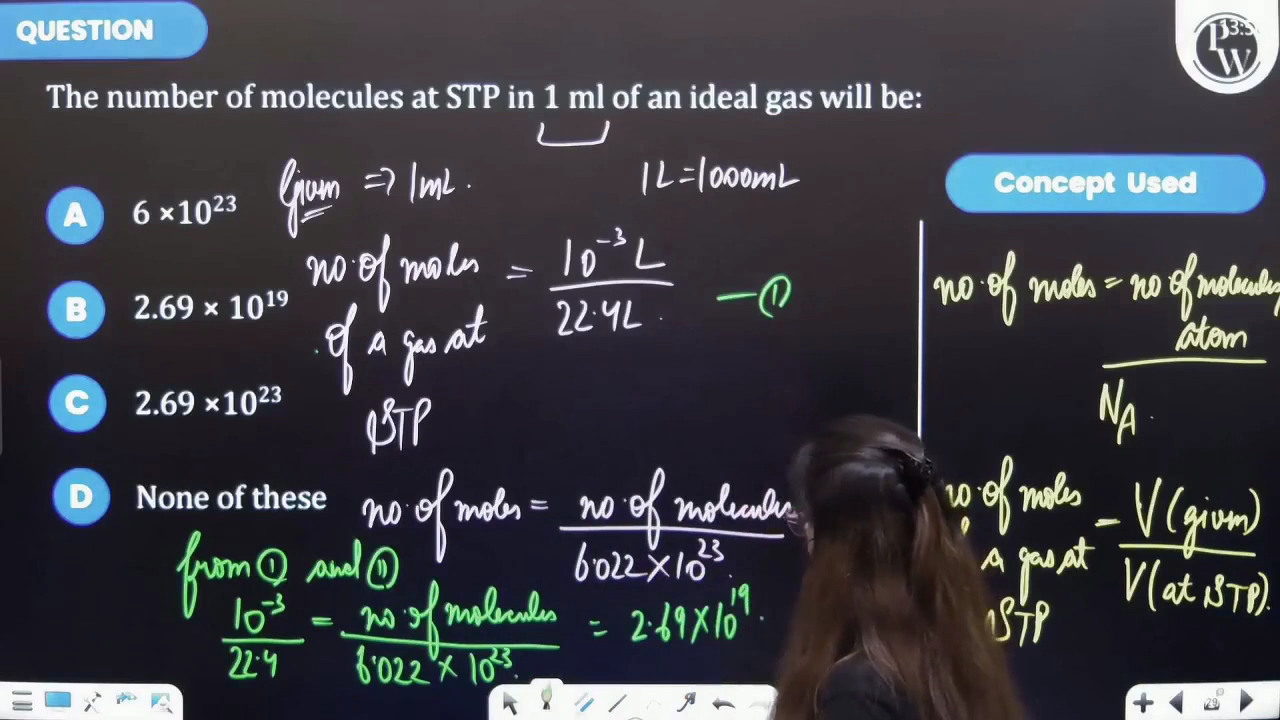 QUESTION
13:5
PW
The number of molecules at STP in 1 ml of an ideal gas will be:
A 6 ×10²³
B 2.69 × 10¹⁹
C 2.69 ×10²³
D None of these
Given => 1mL.
1L=1000mL
no. of moles = 10⁻³ L / 22.4L. —①
of a gas at
STP
no. of moles = no. of molecules / 6.022×10²³.
from ① and ⑪
10⁻³ / 22.4 = no. of molecules / 6.022 × 10²³. = 2.69×10¹⁹.
Concept Used
no. of moles = no of molecules
atom
N_A.
no. of moles = V(given) / V(at STP).
a gas at
STP
29